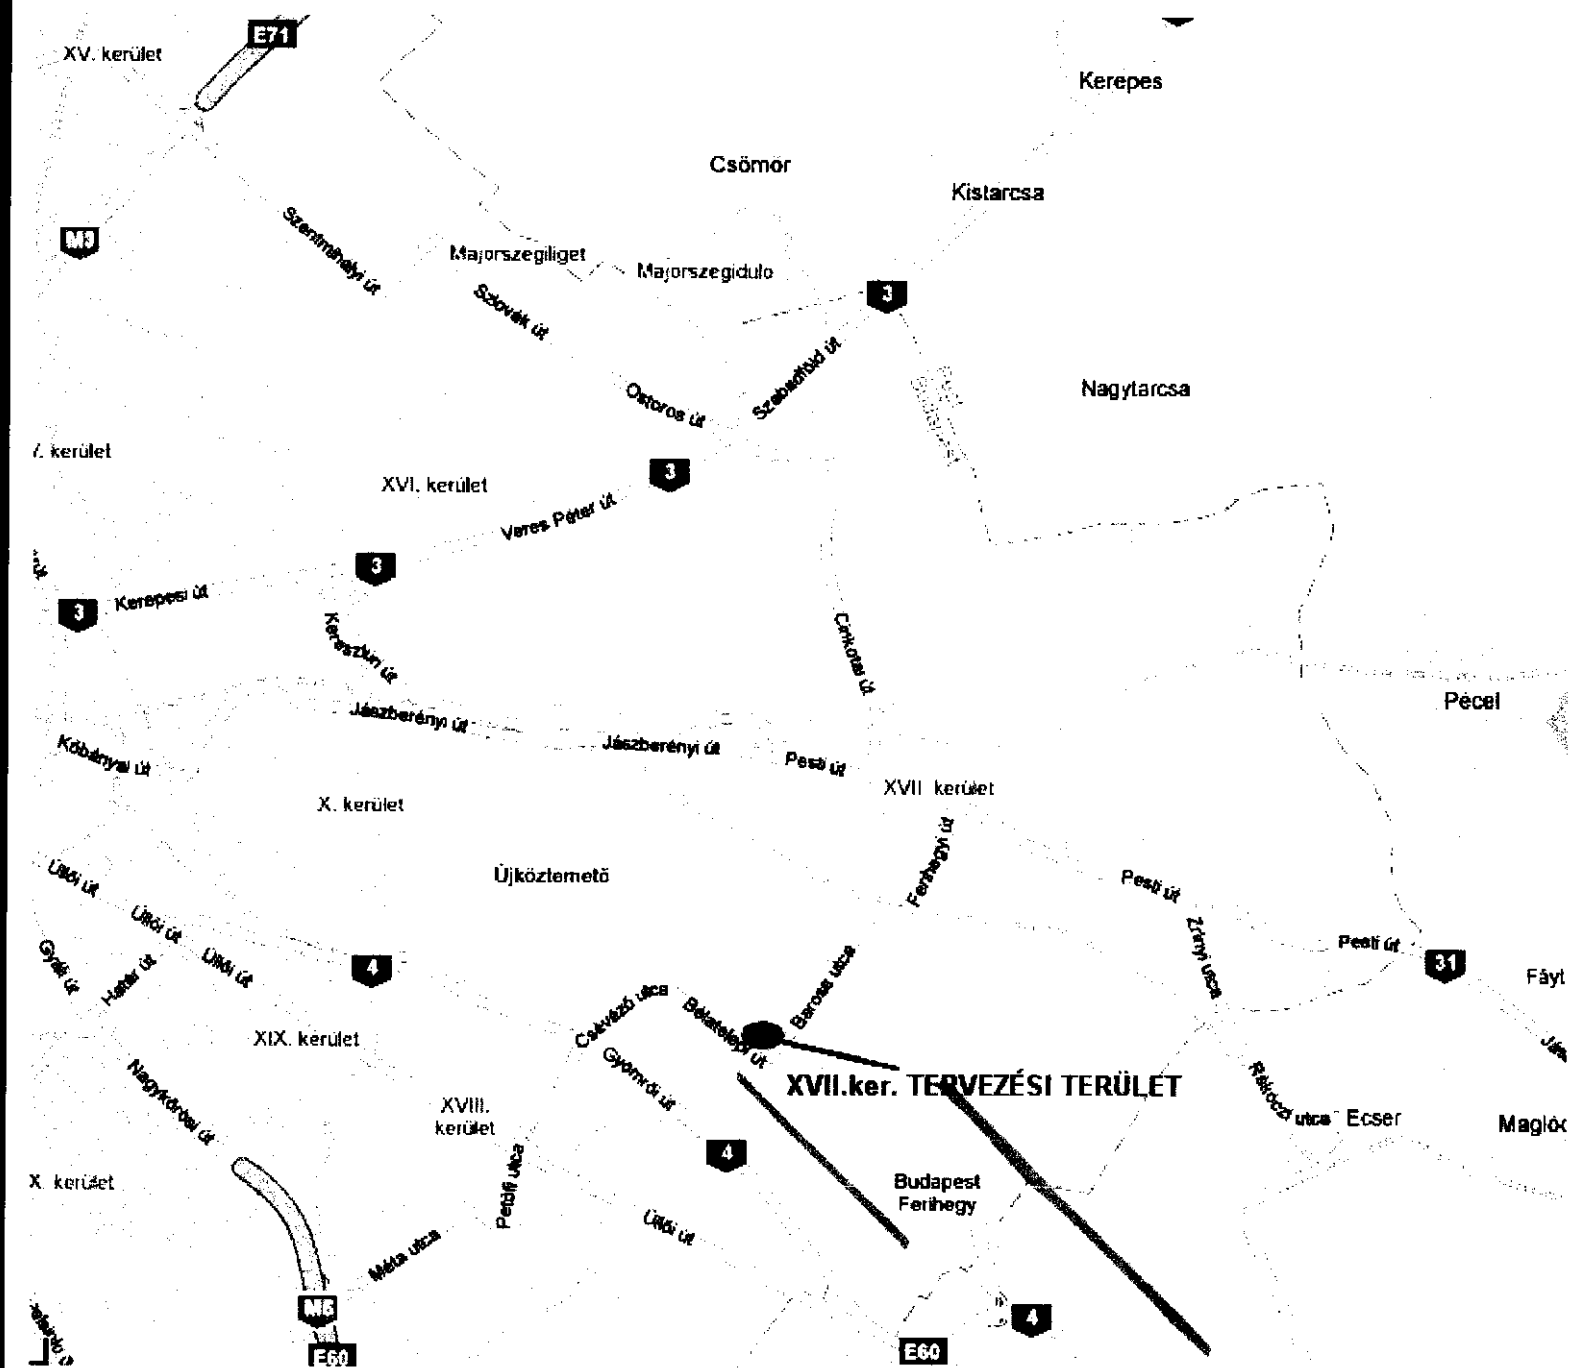 E71
XV. kerület
Kerepes
Csömör
Kistarcsa
M3
Szentmihályi út
Majorszegiliget
Majorszegidulo
Szlovák út
3
Szabadföld út
Ostoros út
Nagytarcsa
kerület
XVI. kerület
3
Veres Péter út
3
Kerepesi út
3
Keresztúri út
Cinkotai út
Pécel
Jászberényi út
Jászberényi út
Kőbányai út
Pesti út
XVII kerület
X. kerület
Ferihegyi út
Üllői út
Újköztemető
Pesti út
Üllői út
Üllői út
Zrínyi utca
Pesti út
Gyáli út
Határ út
4
31
Fáyt
Csévéző utca
Bélatelepi út
Baross utca
XIX. kerület
Gyömrői út
XVII.ker. TERVEZÉSI TERÜLET
Nagykőrösi út
Rákóczi utca
XVIII.
kerület
Ecser
Maglóc
4
Petőfi utca
X. kerület
Budapest
Ferihegy
Üllői út
Méta utca
M5
4
E60
E60